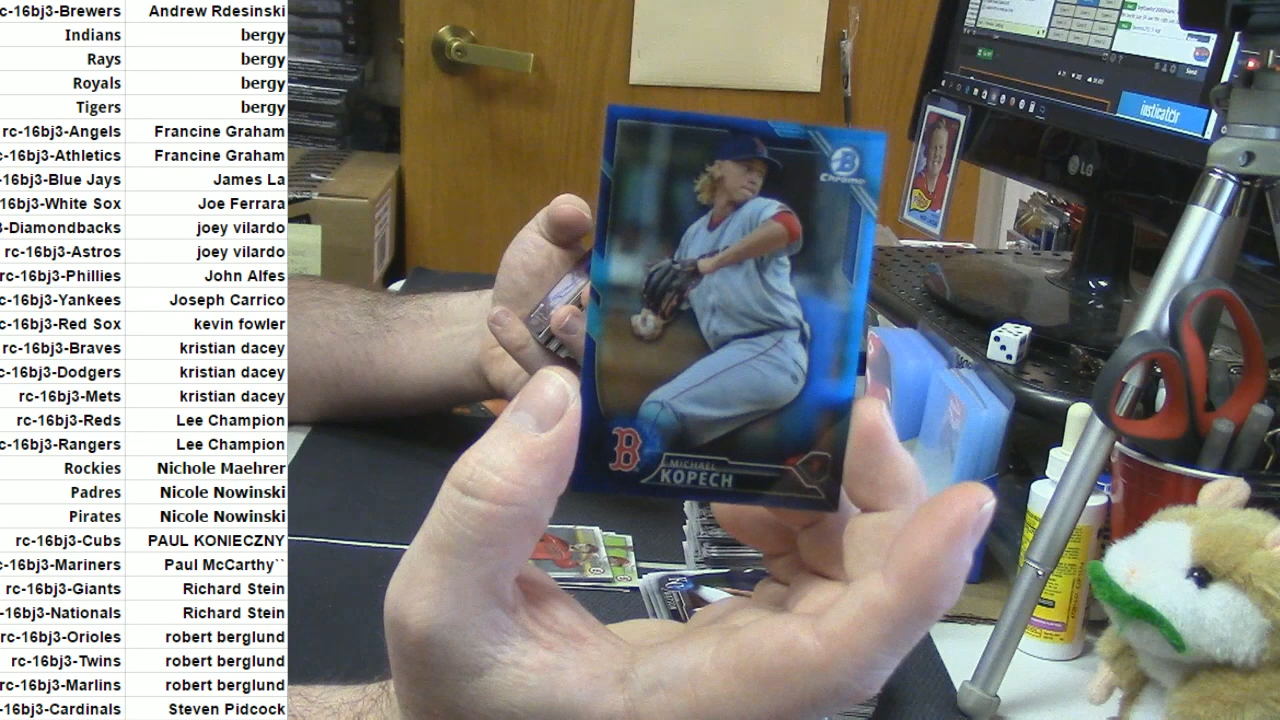 rc-16bj3-Brewers Andrew Rdesinski
Indians bergy
Rays bergy
Royals bergy
Tigers bergy
rc-16bj3-Angels Francine Graham
c-16bj3-Athletics Francine Graham
-16bj3-Blue Jays James La
16bj3-White Sox Joe Ferrara
3-Diamondbacks joey vilardo
rc-16bj3-Astros joey vilardo
rc-16bj3-Phillies John Alfes
c-16bj3-Yankees Joseph Carrico
c-16bj3-Red Sox kevin fowler
rc-16bj3-Braves kristian dacey
c-16bj3-Dodgers kristian dacey
rc-16bj3-Mets kristian dacey
rc-16bj3-Reds Lee Champion
c-16bj3-Rangers Lee Champion
Rockies Nichole Maehrer
Padres Nicole Nowinski
Pirates Nicole Nowinski
rc-16bj3-Cubs PAUL KONIECZNY
c-16bj3-Mariners Paul McCarthy``
rc-16bj3-Giants Richard Stein
-16bj3-Nationals Richard Stein
rc-16bj3-Orioles robert berglund
rc-16bj3-Twins robert berglund
rc-16bj3-Marlins robert berglund
-16bj3-Cardinals Steven Pidcock
B
Chrome
B
MICHAEL
KOPECH
LG
insticator